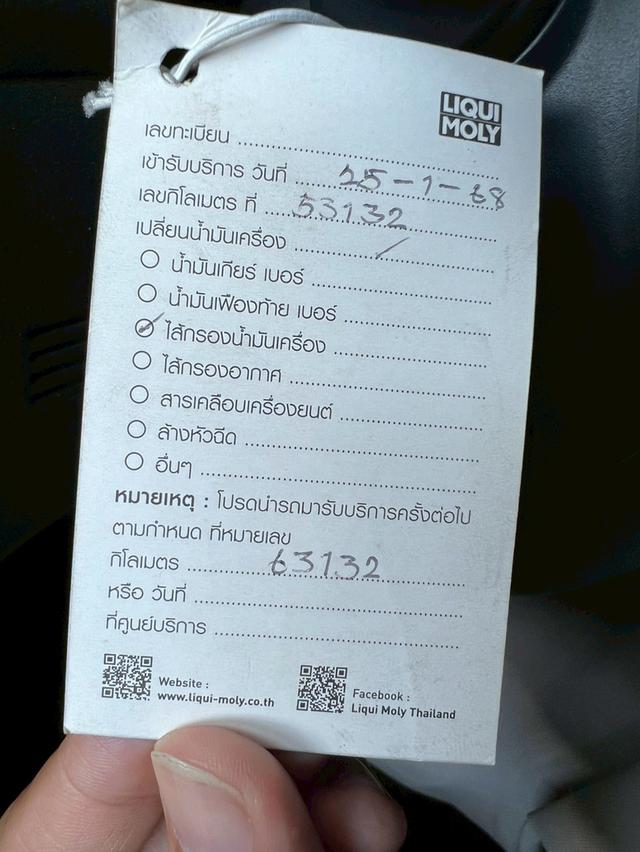 LIQUI
MOLY
เลขทะเบียน
เข้ารับบริการ วันที่ 25-1-68
เลขกิโลเมตร ที่ 53132
เปลี่ยนน้ำมันเครื่อง /
น้ำมันเกียร์ เบอร์
น้ำมันเฟืองท้าย เบอร์
ไส้กรองน้ำมันเครื่อง
ไส้กรองอากาศ
สารเคลือบเครื่องยนต์
ล้างหัวฉีด
อื่นๆ
หมายเหตุ : โปรดนำรถมารับบริการครั้งต่อไป
ตามกำหนด ที่หมายเลข
กิโลเมตร 63132
หรือ วันที่
ที่ศูนย์บริการ
Website :
www.liqui-moly.co.th
Facebook :
Liqui Moly Thailand